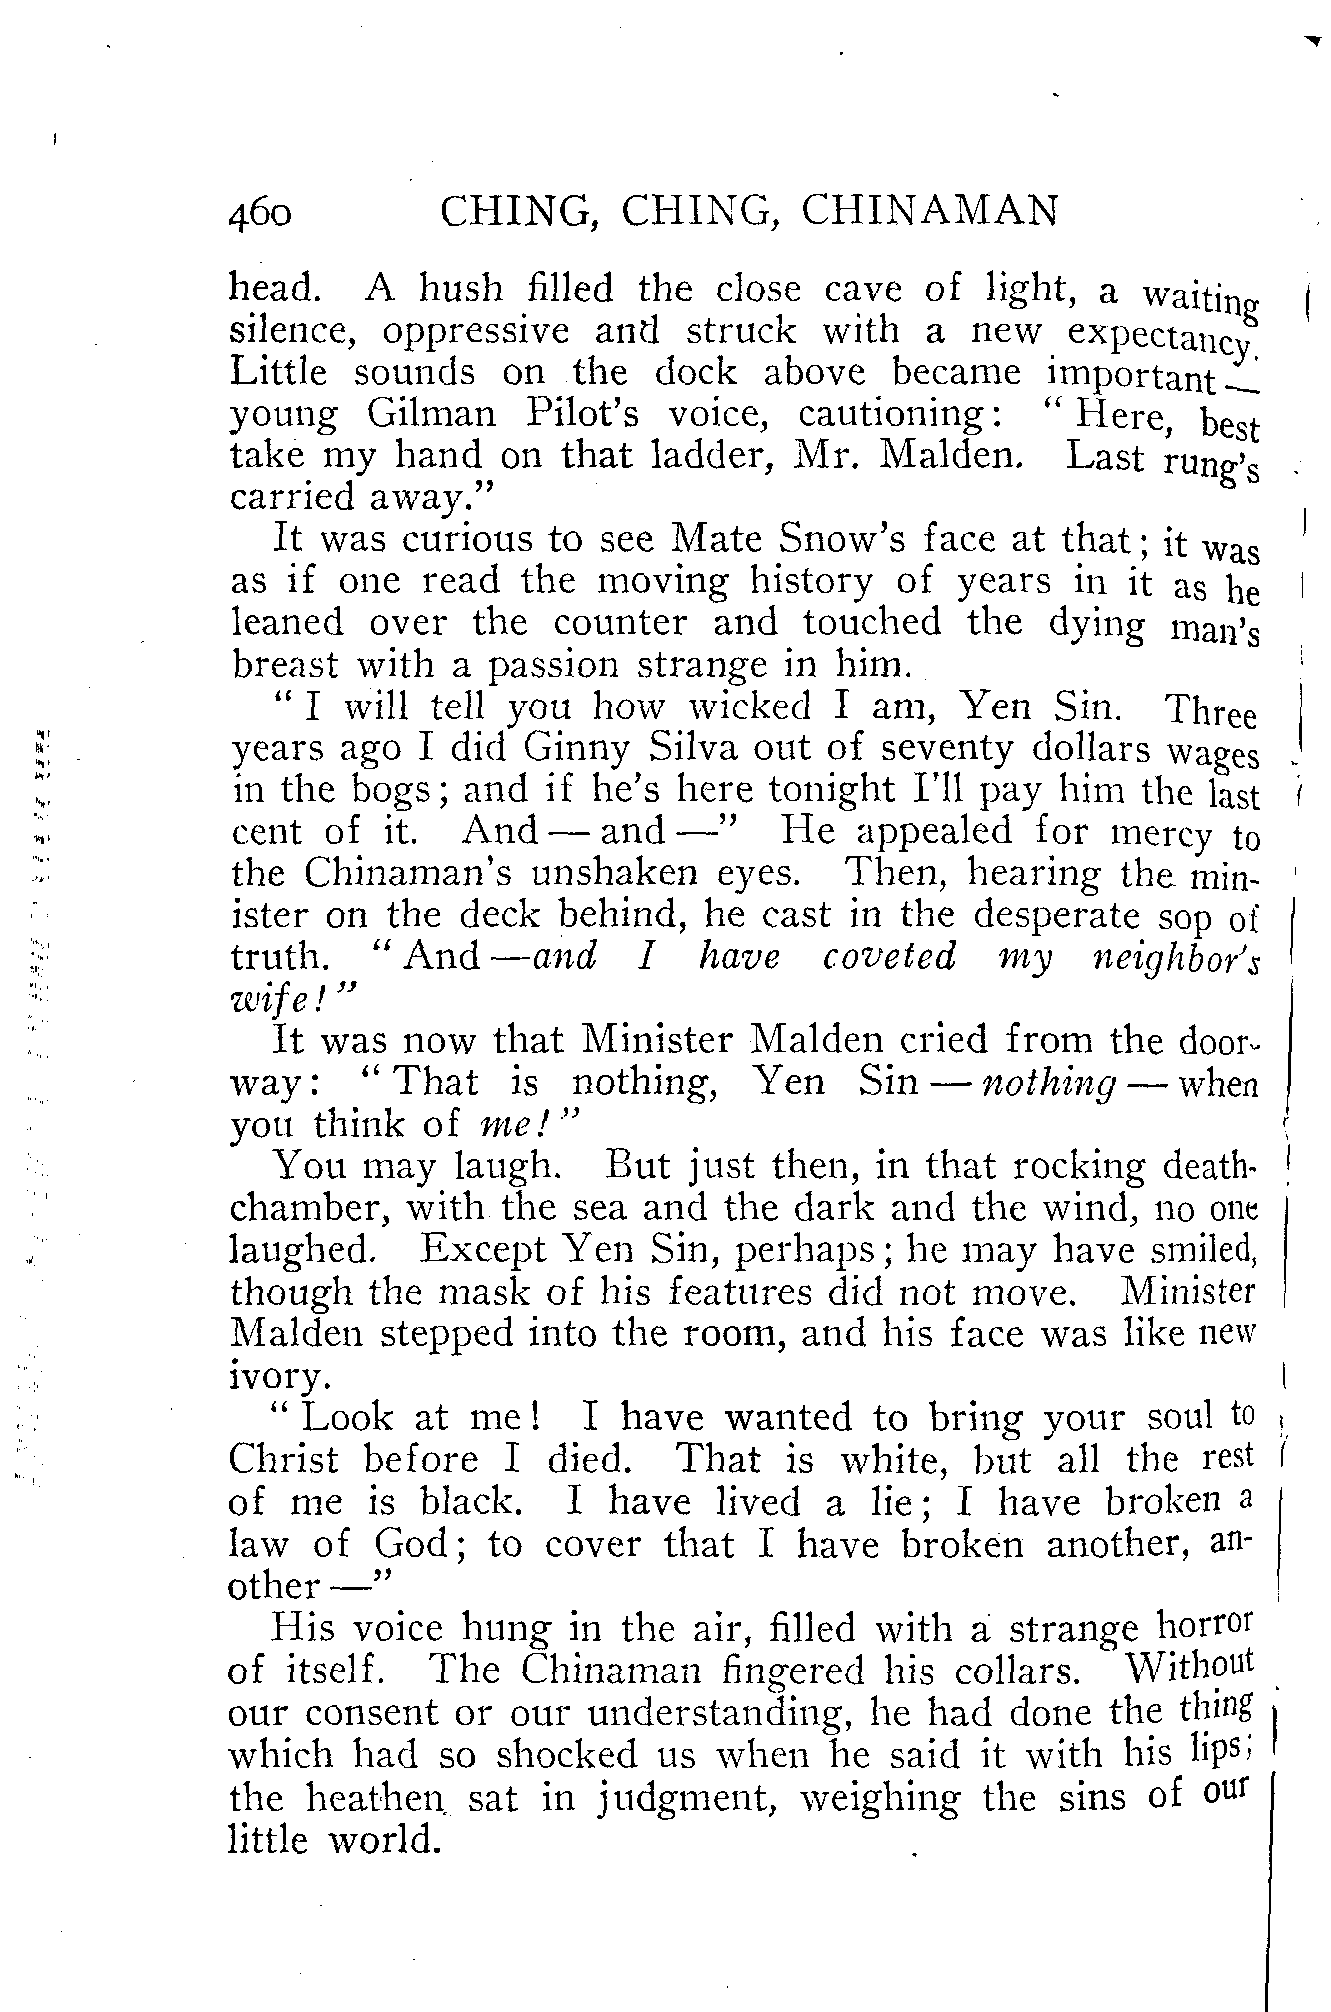 460 CHING, CHING, CHINAMAN
head. A hush filled the close cave of light, a waiting
silence, oppressive and struck with a new expectancy.
Little sounds on the dock above became important —
young Gilman Pilot's voice, cautioning: " Here, best
take my hand on that ladder, Mr. Malden. Last rung's
carried away."
It was curious to see Mate Snow's face at that; it was
as if one read the moving history of years in it as he
leaned over the counter and touched the dying man's
breast with a passion strange in him.
" I will tell you how wicked I am, Yen Sin. Three
years ago I did Ginny Silva out of seventy dollars wages
in the bogs; and if he's here tonight I'll pay him the last
cent of it. And — and —" He appealed for mercy to
the Chinaman's unshaken eyes. Then, hearing the min-
ister on the deck behind, he cast in the desperate sop of
truth. " And —and I have coveted my neighbor's
wife! "
It was now that Minister Malden cried from the door-
way: " That is nothing, Yen Sin — nothing — when
you think of me! "
You may laugh. But just then, in that rocking death-
chamber, with the sea and the dark and the wind, no one
laughed. Except Yen Sin, perhaps; he may have smiled,
though the mask of his features did not move. Minister
Malden stepped into the room, and his face was like new
ivory.
" Look at me! I have wanted to bring your soul to
Christ before I died. That is white, but all the rest
of me is black. I have lived a lie; I have broken a
law of God; to cover that I have broken another, an-
other —"
His voice hung in the air, filled with a strange horror
of itself. The Chinaman fingered his collars. Without
our consent or our understanding, he had done the thing
which had so shocked us when he said it with his lips;
the heathen sat in judgment, weighing the sins of our
little world.